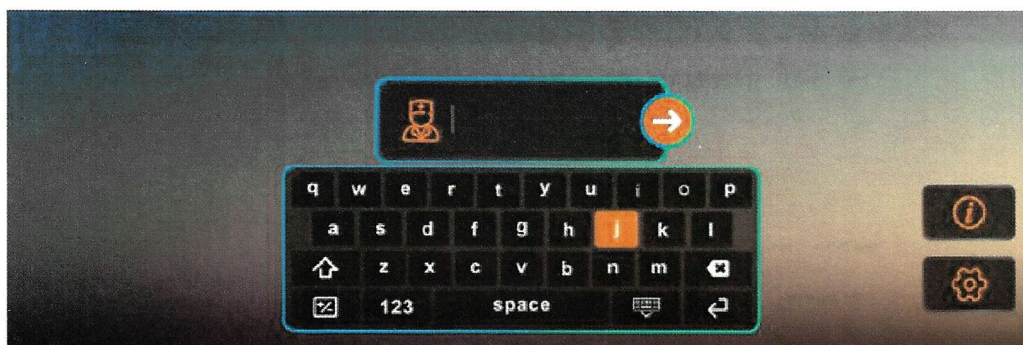 q w e r t y u i o p
a s d f g h j k l
z x c v b n m
+/- 123 space
i